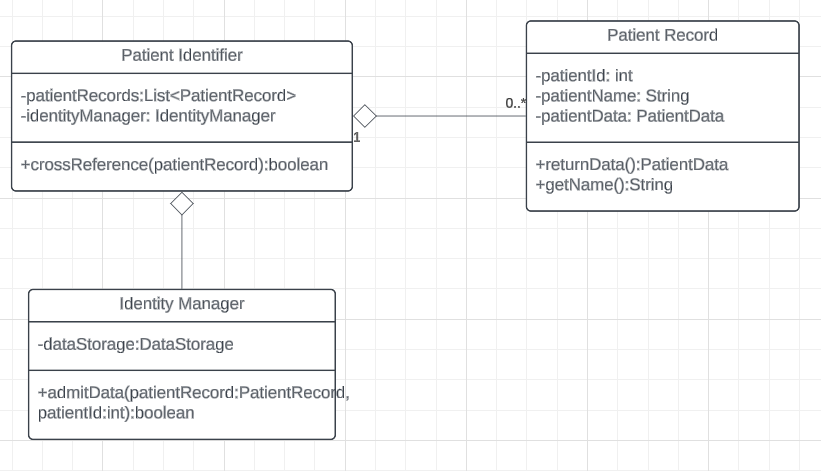 Patient Identifier
-patientRecords:List<PatientRecord>
-identityManager: IdentityManager
+crossReference(patientRecord):boolean
1
0..*
Patient Record
-patientId: int
-patientName: String
-patientData: PatientData
+returnData():PatientData
+getName():String
Identity Manager
-dataStorage:DataStorage
+admitData(patientRecord:PatientRecord,
patientId:int):boolean